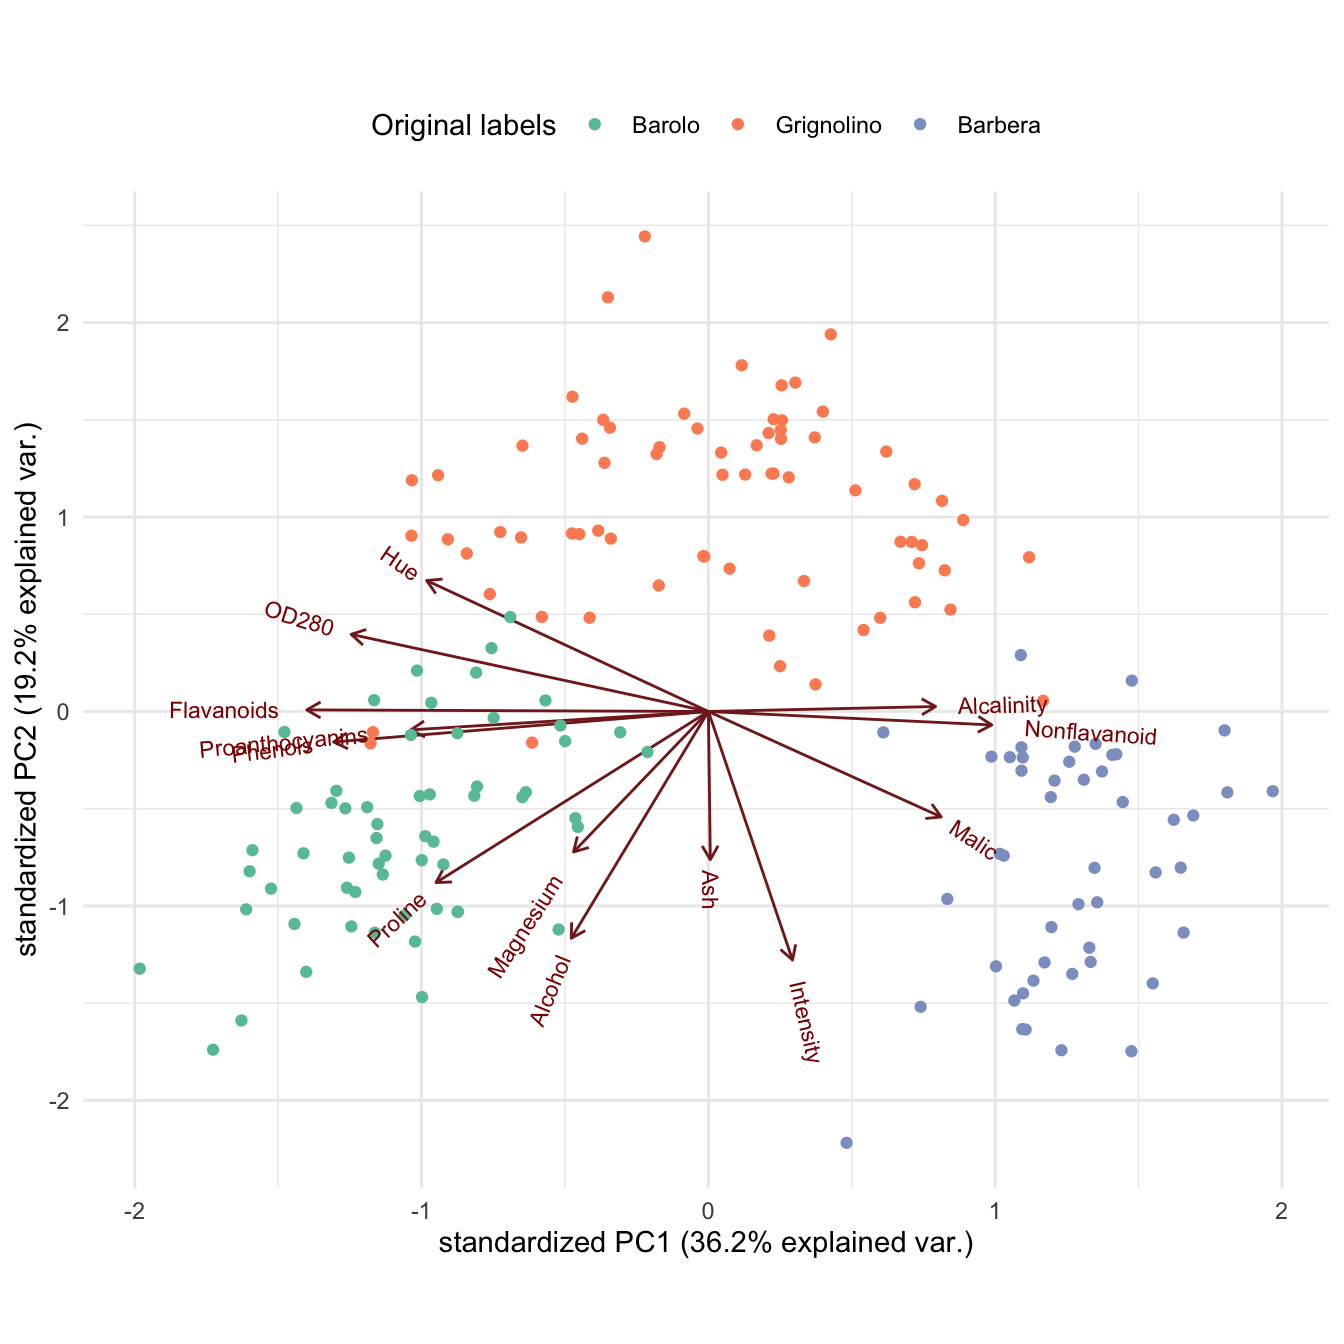 Original labels Barolo Grignolino Barbera
standardized PC2 (19.2% explained var.)
2
1
0
-1
-2
Hue
OD280
Flavanoids
Proanthocyanins
Phenols
Alcalinity
Nonflavanoid
Malic
Proline
Magnesium
Alcohol
Ash
Intensity
-2 -1 0 1 2
standardized PC1 (36.2% explained var.)